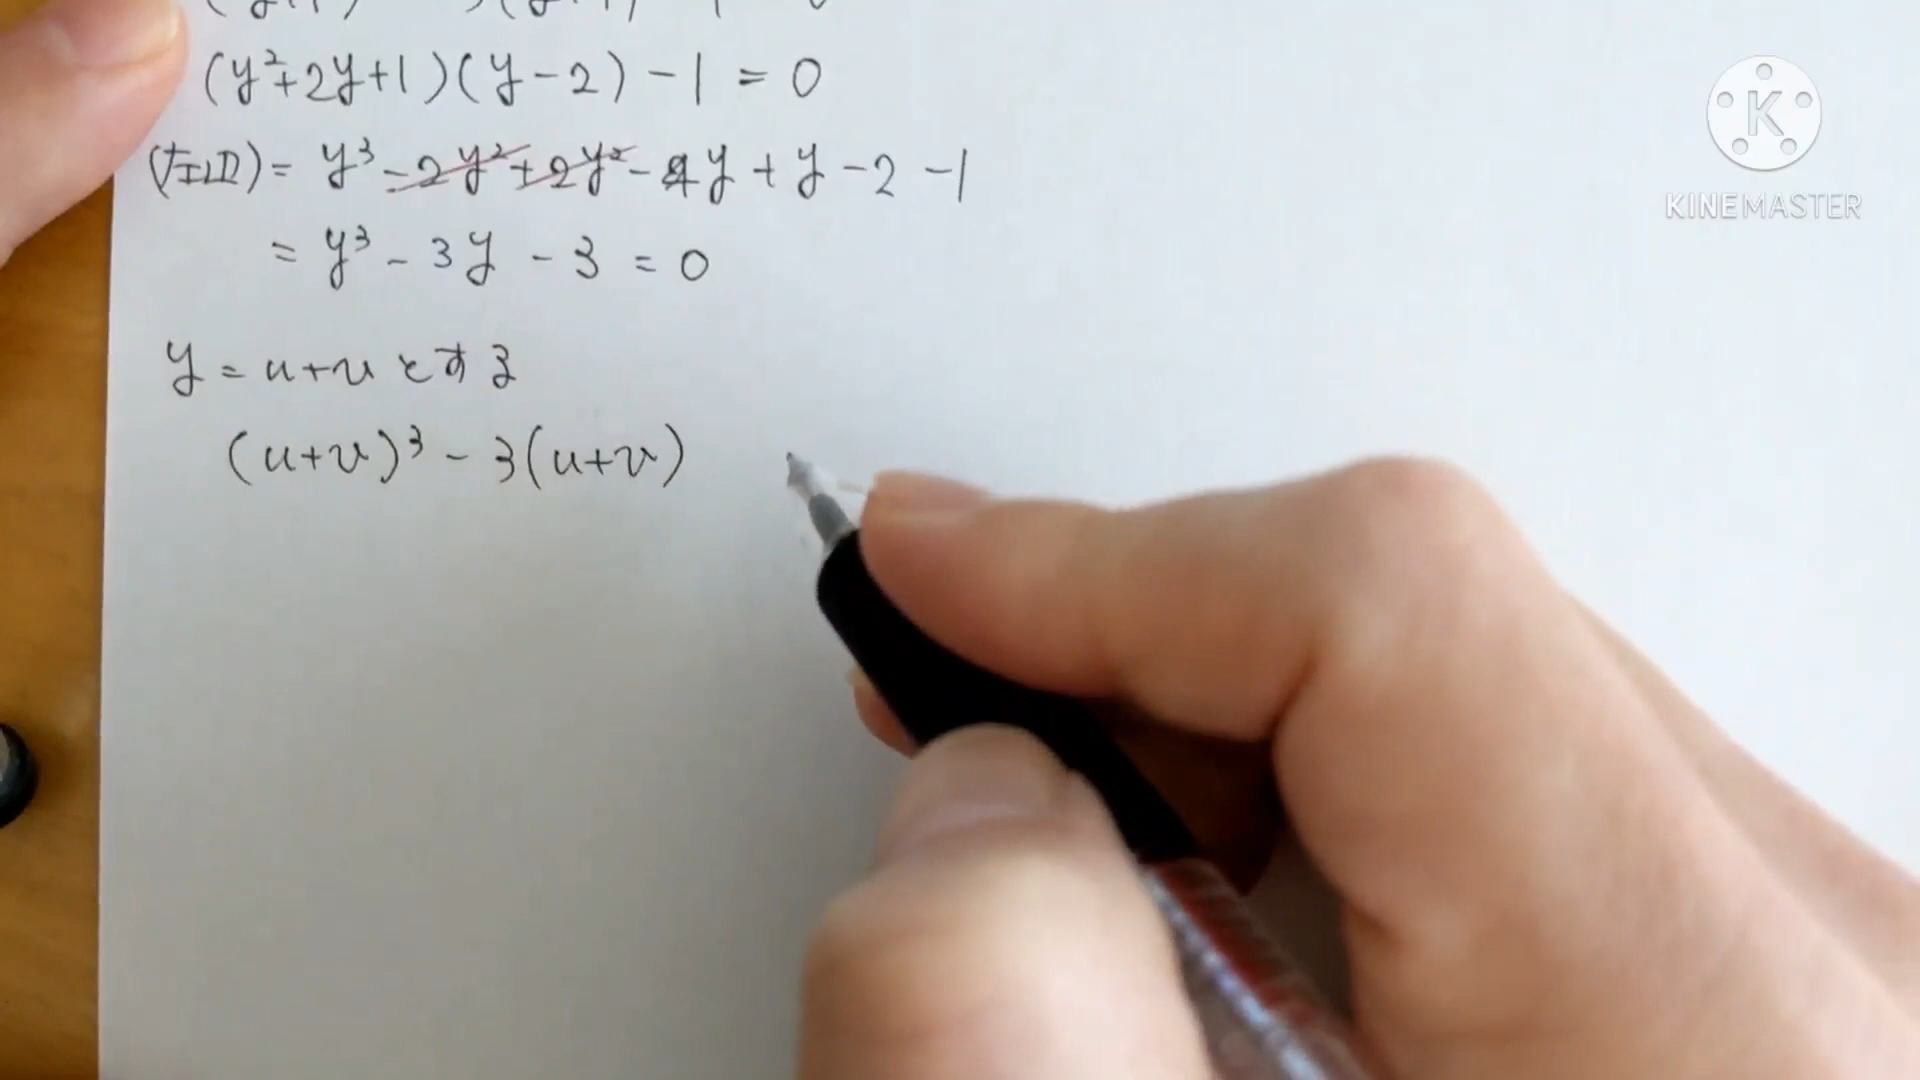 (y²+2y+1)(y-2)-1=0
(左辺)= y³-2y²+2y²-4y+y-2-1
= y³-3y-3=0
y=u+vとする
(u+v)³-3(u+v)
K
KINEMASTER